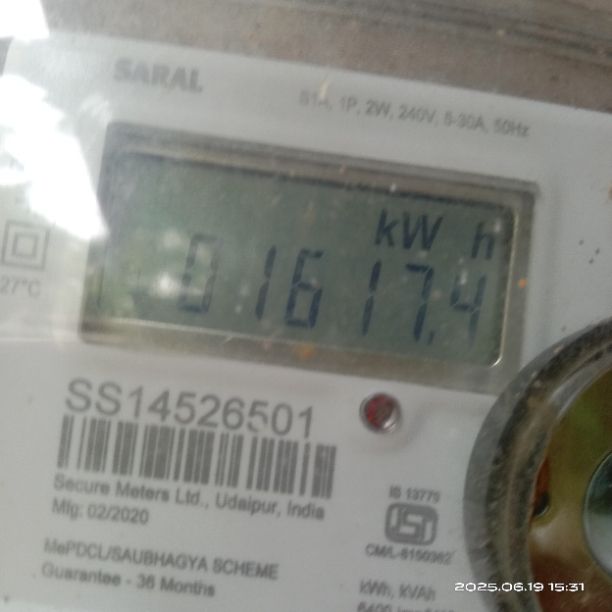 SARAL
1P, 2W, 240V, 5-30A, 50Hz
kW h
01617.4
27°C
SS14526501
Secure Meters Ltd., Udaipur, India
Mfg: 02/2020
MePDCL/SAUBHAGYA SCHEME
Guarantee - 36 Months
IS 13779
ISI
kWh, kVAh
2025.06.19 15:31